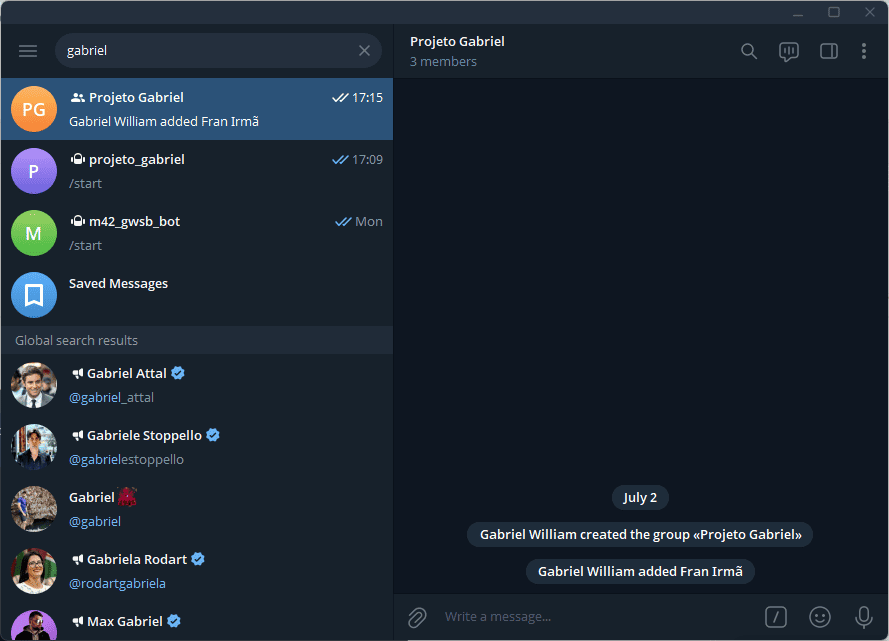 gabriel
PG
Projeto Gabriel
17:15
Gabriel William added Fran Irmã
P
projeto_gabriel
17:09
/start
M
m42_gwsb_bot
Mon
/start
Saved Messages
Global search results
Gabriel Attal
@gabriel_attal
Gabriele Stoppello
@gabrielestoppello
Gabriel
@gabriel
Gabriela Rodart
@rodartgabriela
Max Gabriel
Projeto Gabriel
3 members
July 2
Gabriel William created the group «Projeto Gabriel»
Gabriel William added Fran Irmã
Write a message...
/